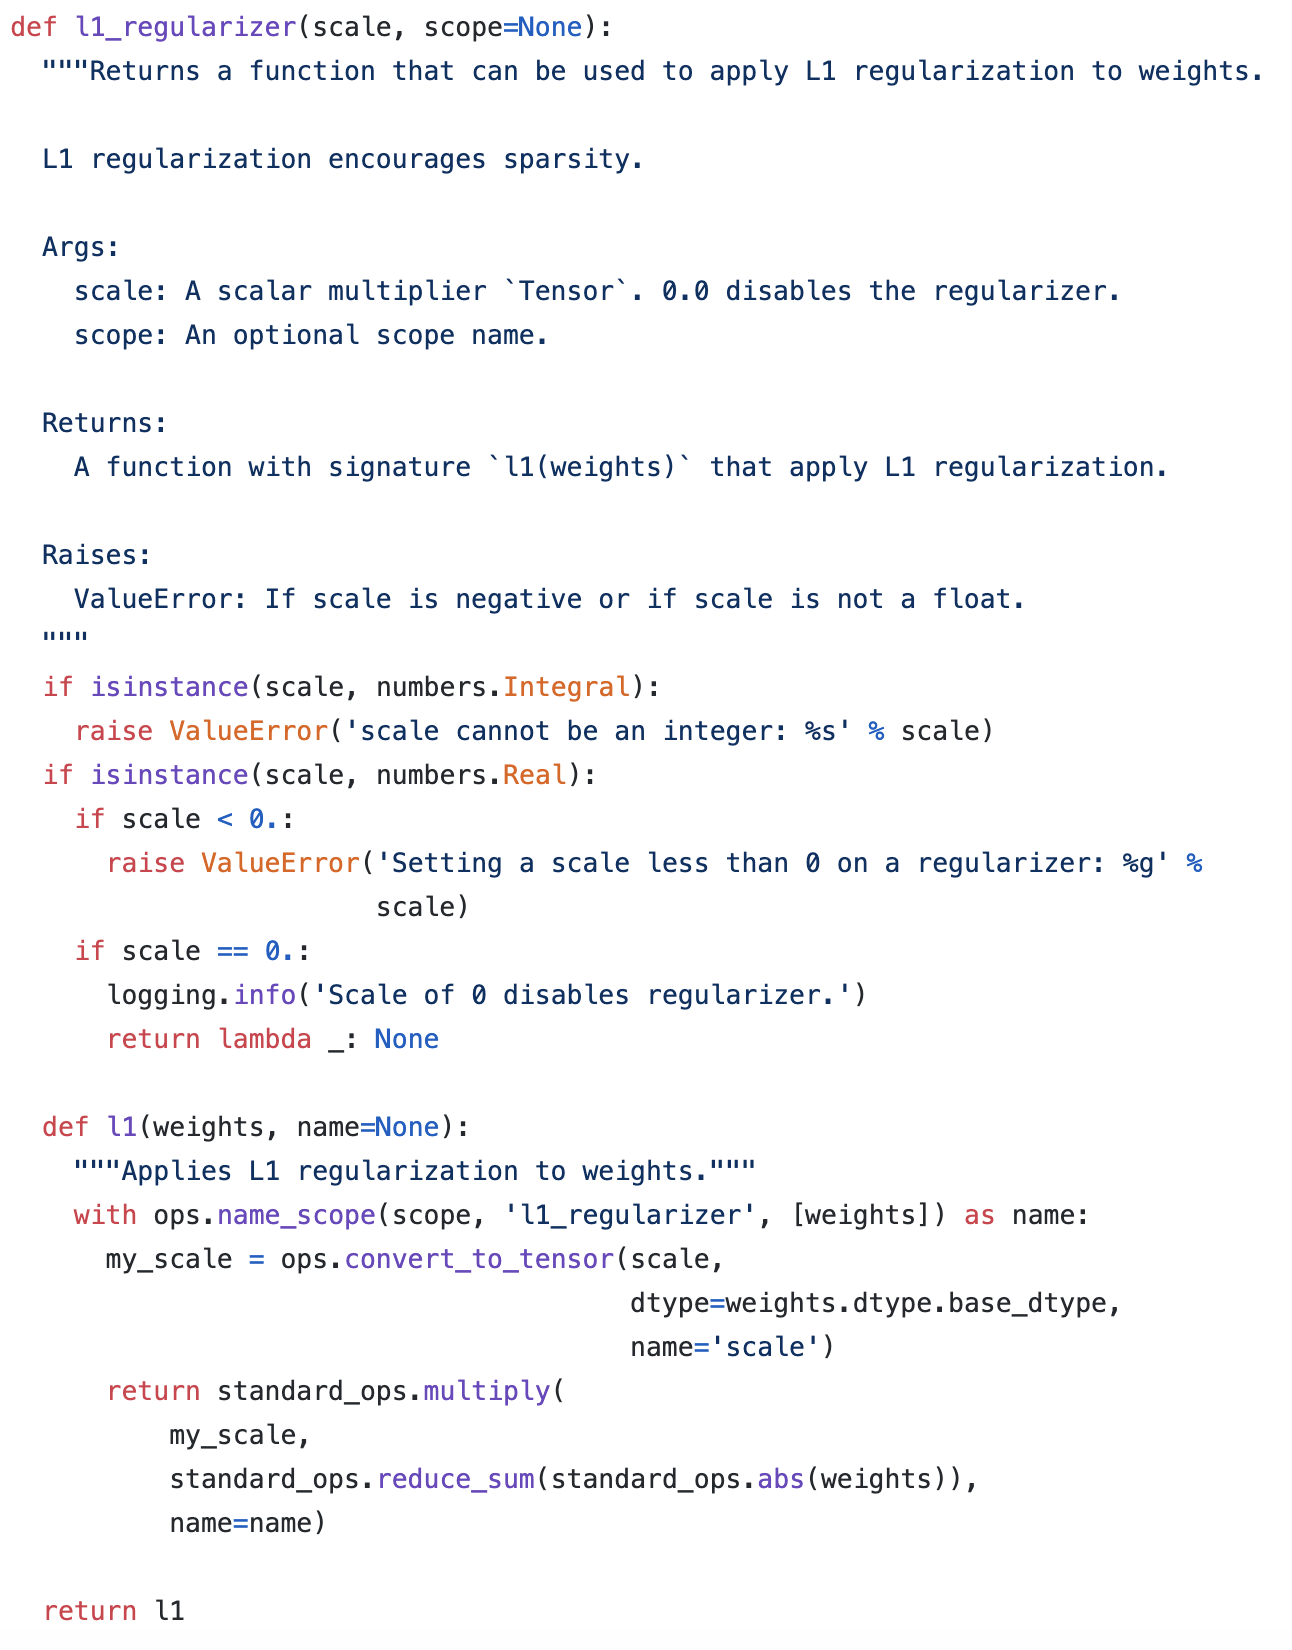 def l1_regularizer(scale, scope=None):
  """Returns a function that can be used to apply L1 regularization to weights.

  L1 regularization encourages sparsity.

  Args:
    scale: A scalar multiplier `Tensor`. 0.0 disables the regularizer.
    scope: An optional scope name.

  Returns:
    A function with signature `l1(weights)` that apply L1 regularization.

  Raises:
    ValueError: If scale is negative or if scale is not a float.
  """
  if isinstance(scale, numbers.Integral):
    raise ValueError('scale cannot be an integer: %s' % scale)
  if isinstance(scale, numbers.Real):
    if scale < 0.:
      raise ValueError('Setting a scale less than 0 on a regularizer: %g' %
                       scale)
    if scale == 0.:
      logging.info('Scale of 0 disables regularizer.')
      return lambda _: None

  def l1(weights, name=None):
    """Applies L1 regularization to weights."""
    with ops.name_scope(scope, 'l1_regularizer', [weights]) as name:
      my_scale = ops.convert_to_tensor(scale,
                                       dtype=weights.dtype.base_dtype,
                                       name='scale')
      return standard_ops.multiply(
          my_scale,
          standard_ops.reduce_sum(standard_ops.abs(weights)),
          name=name)

  return l1